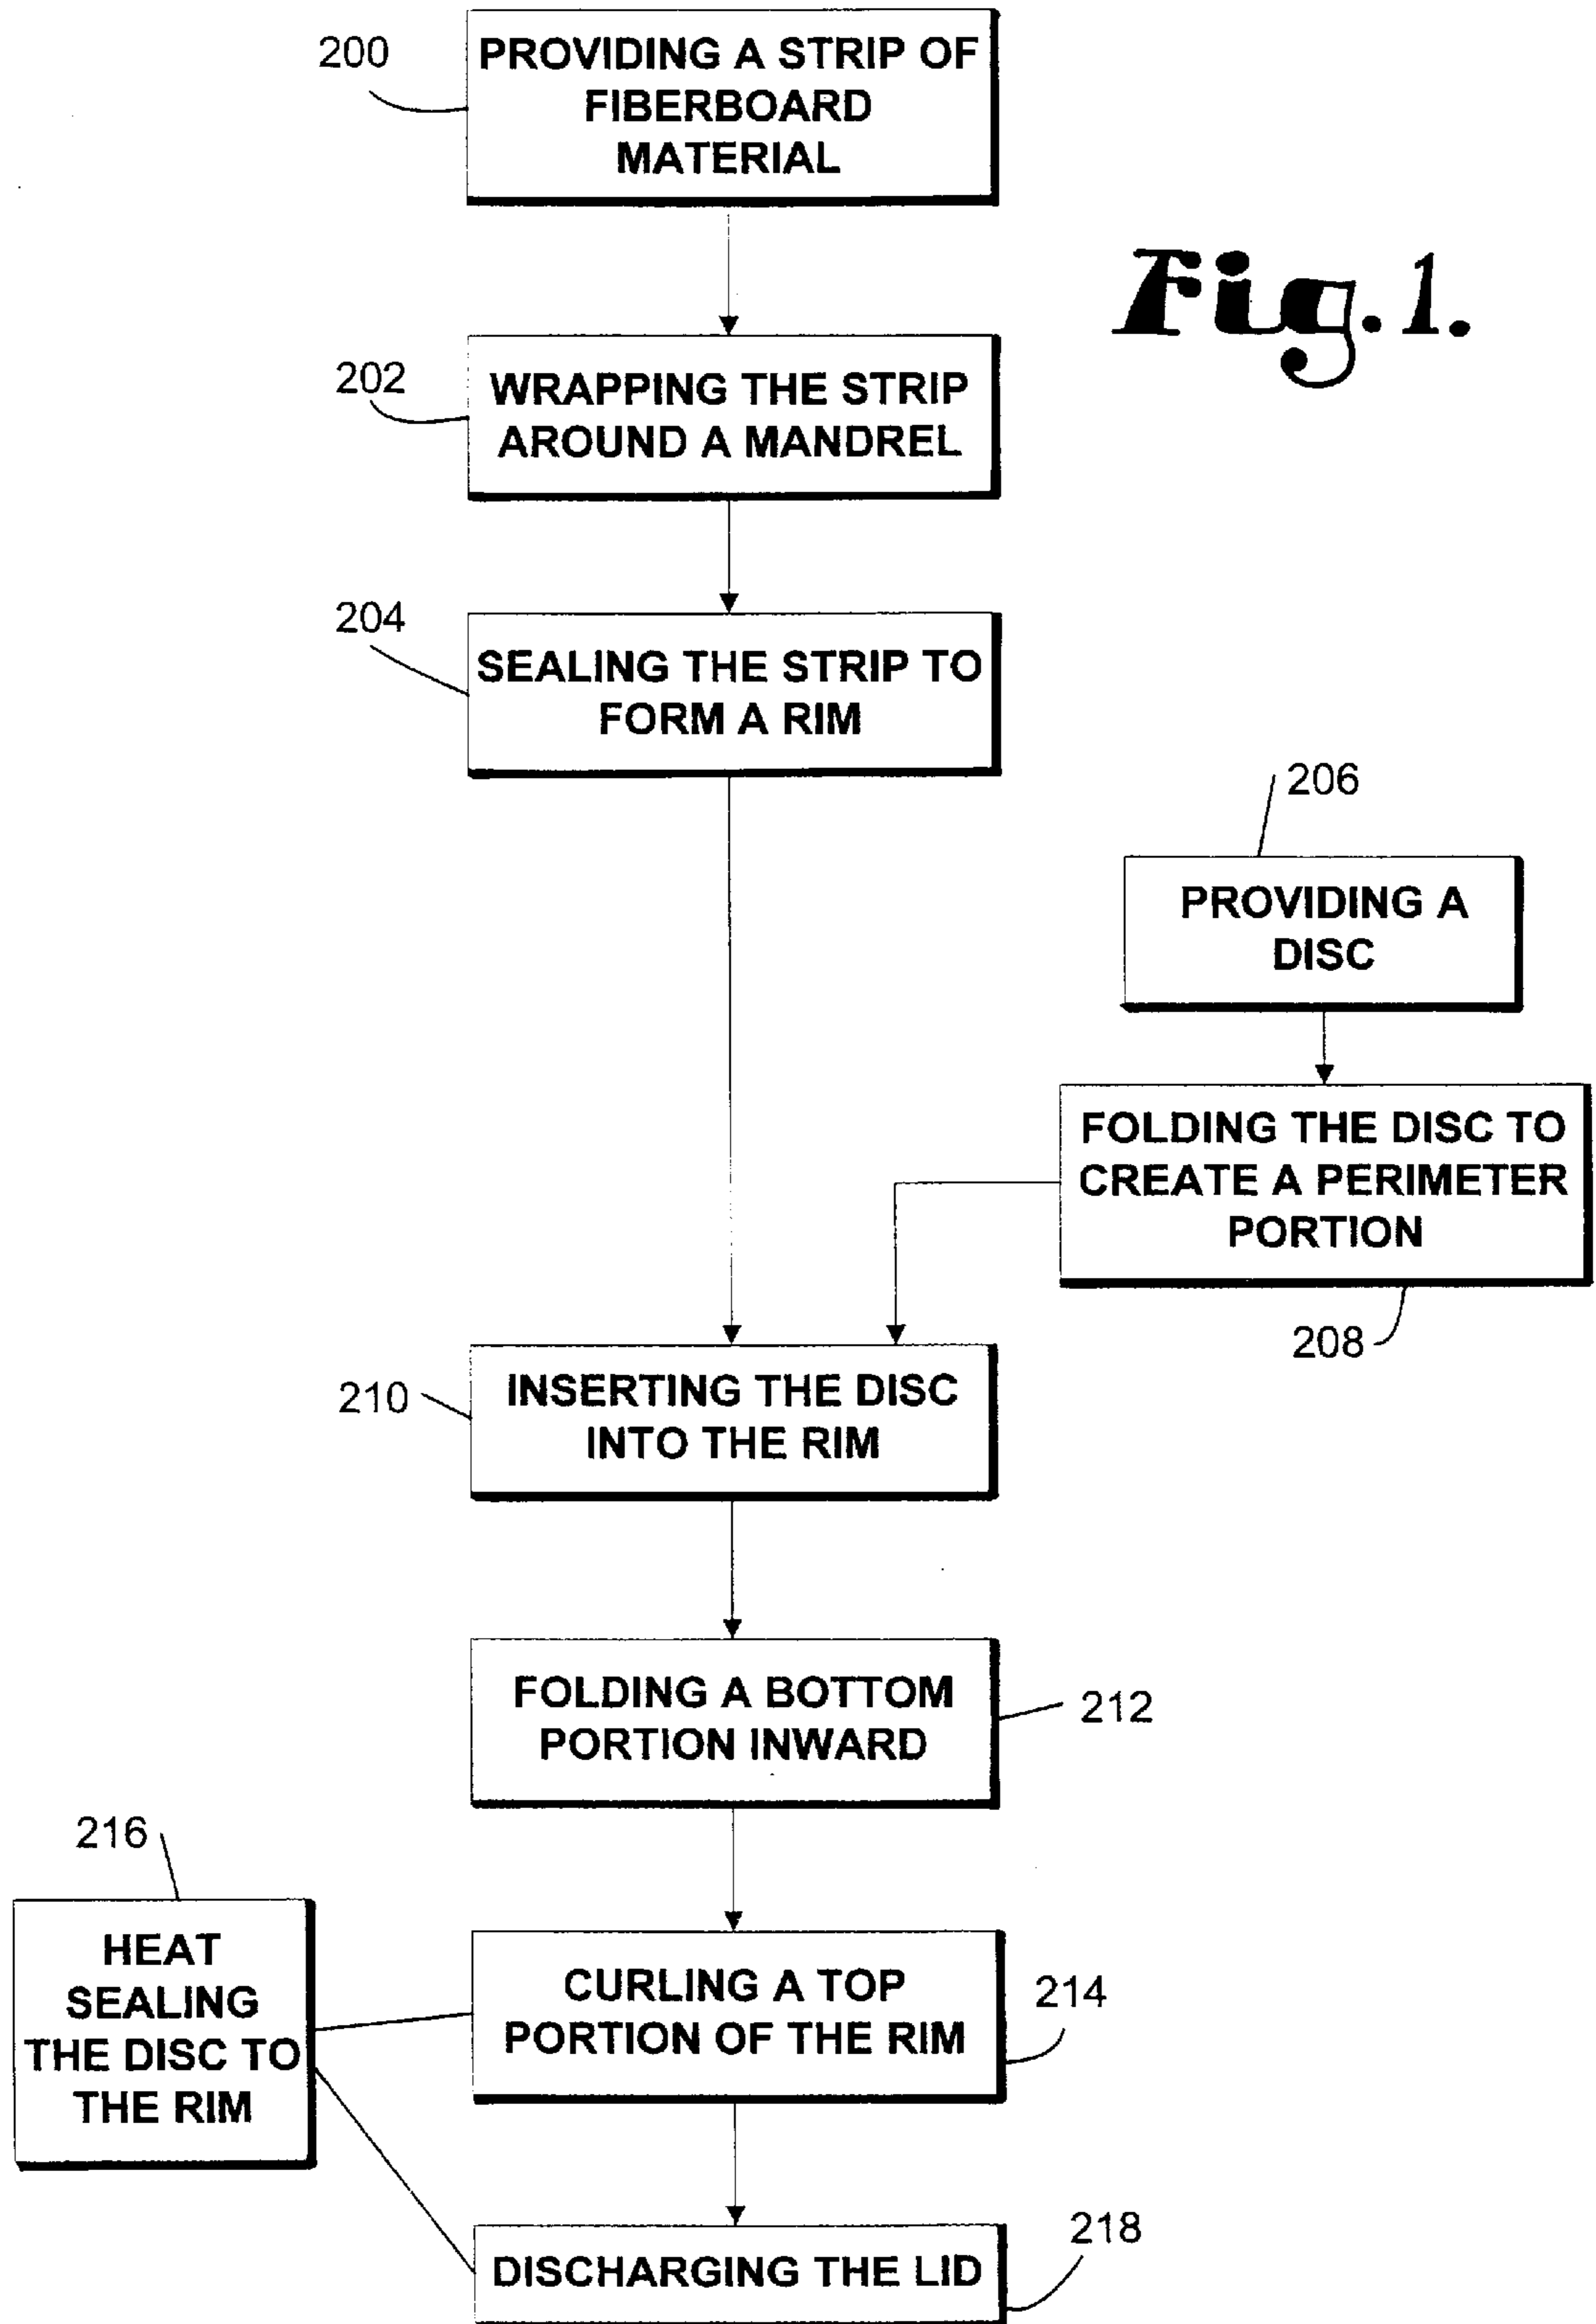 200
PROVIDING A STRIP OF
FIBERBOARD
MATERIAL
Fig. 1.
202
WRAPPING THE STRIP
AROUND A MANDREL
204
SEALING THE STRIP TO
FORM A RIM
206
PROVIDING A
DISC
FOLDING THE DISC TO
CREATE A PERIMETER
PORTION
208
210
INSERTING THE DISC
INTO THE RIM
FOLDING A BOTTOM
PORTION INWARD
212
216
HEAT
SEALING
THE DISC TO
THE RIM
CURLING A TOP
PORTION OF THE RIM
214
DISCHARGING THE LID
218